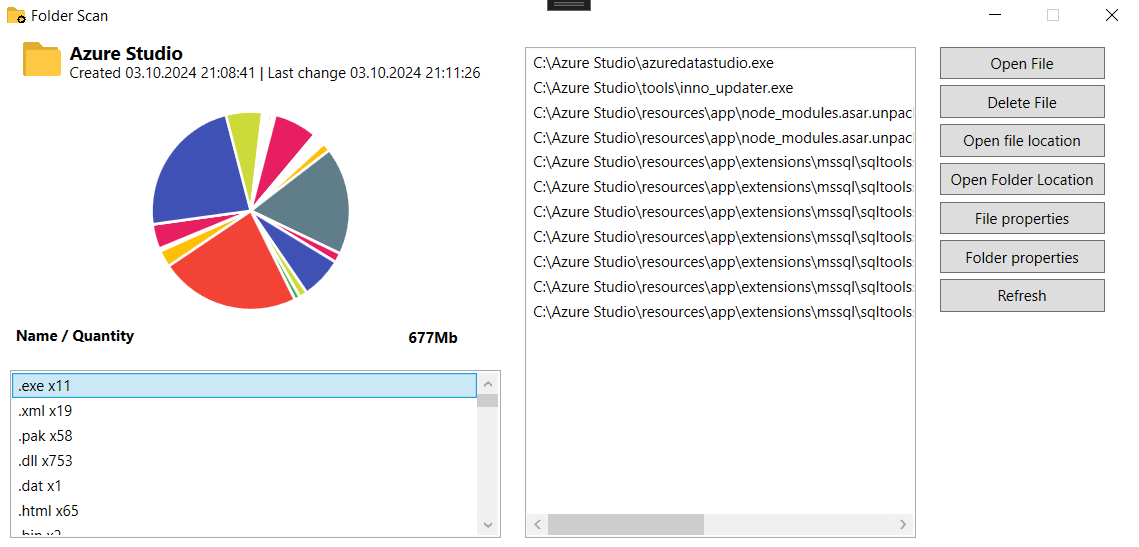 Folder Scan
Azure Studio
Created 03.10.2024 21:08:41 | Last change 03.10.2024 21:11:26
Name / Quantity
677Mb
.exe x11
.xml x19
.pak x58
.dll x753
.dat x1
.html x65
.bin x2
C:\Azure Studio\azuredatastudio.exe
C:\Azure Studio\tools\inno_updater.exe
C:\Azure Studio\resources\app\node_modules.asar.unpac
C:\Azure Studio\resources\app\node_modules.asar.unpac
C:\Azure Studio\resources\app\extensions\mssql\sqltools
C:\Azure Studio\resources\app\extensions\mssql\sqltools
C:\Azure Studio\resources\app\extensions\mssql\sqltools
C:\Azure Studio\resources\app\extensions\mssql\sqltools
C:\Azure Studio\resources\app\extensions\mssql\sqltools
C:\Azure Studio\resources\app\extensions\mssql\sqltools
C:\Azure Studio\resources\app\extensions\mssql\sqltools
Open File
Delete File
Open file location
Open Folder Location
File properties
Folder properties
Refresh